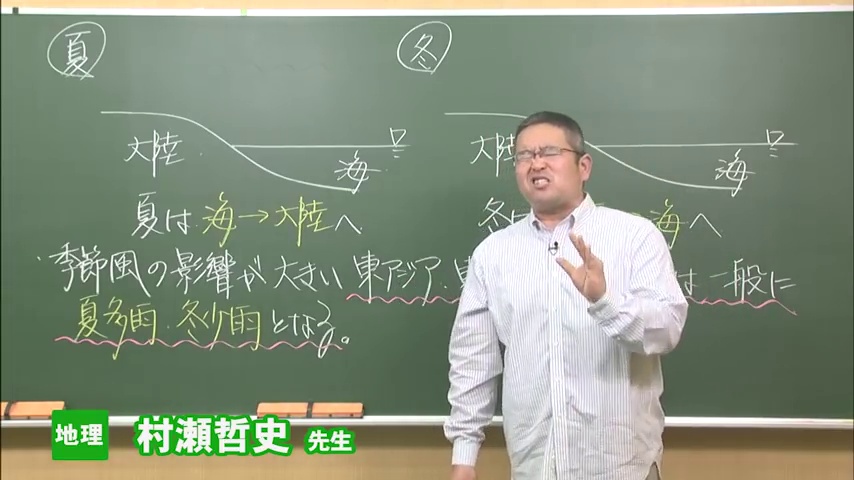 夏
冬
大陸
海
大陸
海
夏は 海→大陸へ
冬は
海へ
季節風の影響が大きい 東アジア・
は一般に
夏多雨・冬少雨となる。
地理 村瀬哲史 先生